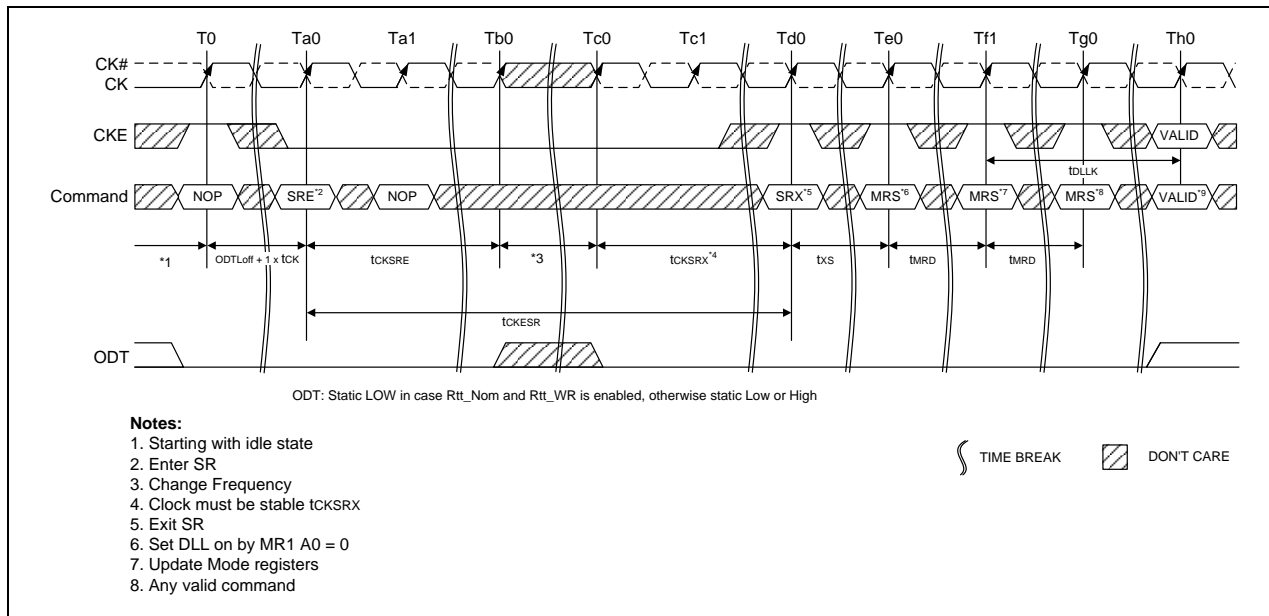 T0 Ta0 Ta1 Tb0 Tc0 Tc1 Td0 Te0 Tf1 Tg0 Th0
CK#
CK
CKE VALID
tDLLK
Command NOP SRE*2 NOP SRX*5 MRS*6 MRS*7 MRS*8 VALID*9
*1 ODTLoff + 1 x tCK tCKSRE *3 tCKSRX*4 tXS tMRD tMRD
tCKESR
ODT
ODT: Static LOW in case Rtt_Nom and Rtt_WR is enabled, otherwise static Low or High
Notes:
1. Starting with idle state
2. Enter SR
3. Change Frequency
4. Clock must be stable tCKSRX
5. Exit SR
6. Set DLL on by MR1 A0 = 0
7. Update Mode registers
8. Any valid command
TIME BREAK DON'T CARE